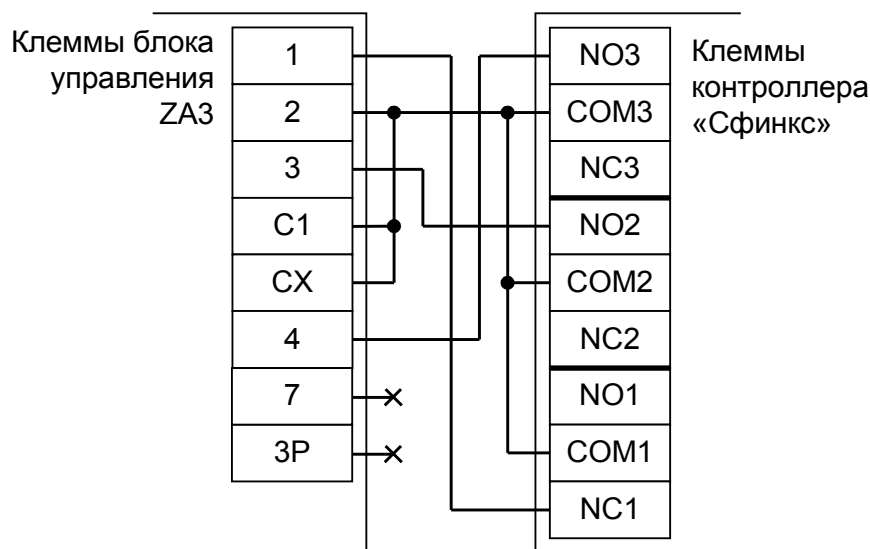 Клеммы блока
управления
ZA3
1
2
3
C1
CX
4
7
3P
NO3
COM3
NC3
NO2
COM2
NC2
NO1
COM1
NC1
Клеммы
контроллера
«Сфинкс»